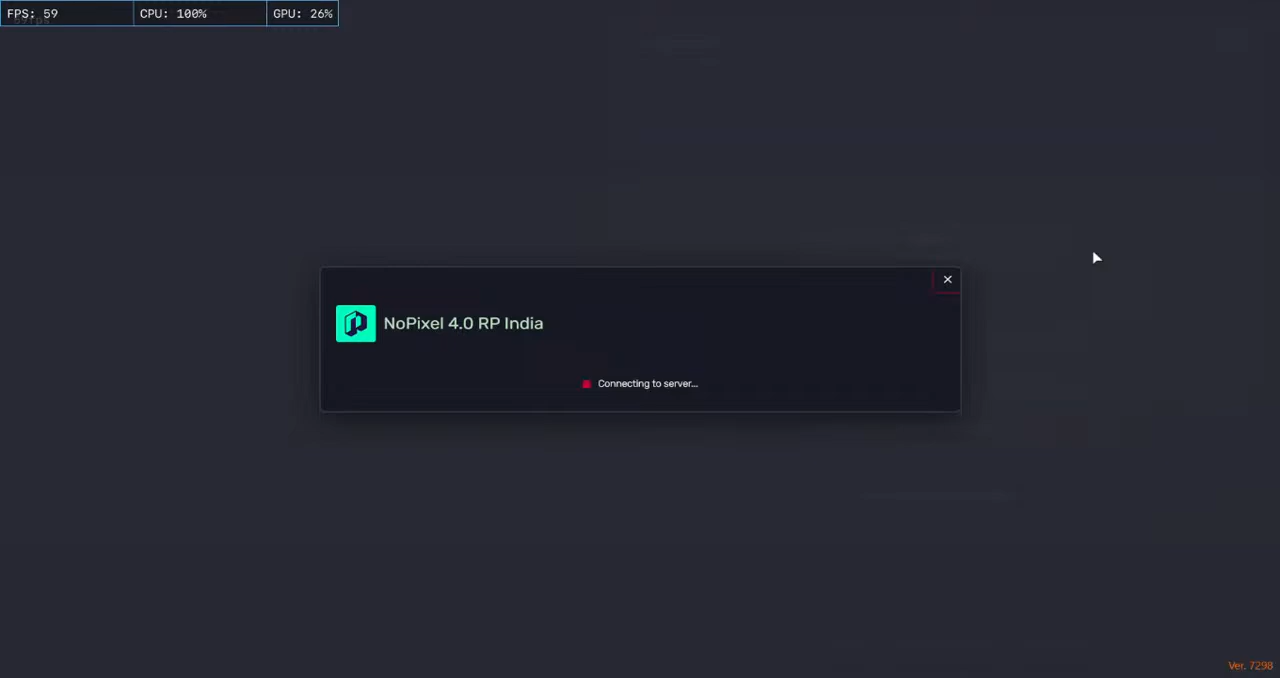 FPS: 59 CPU: 100% GPU: 26%
NoPixel 4.0 RP India
Connecting to server...
Ver. 7298